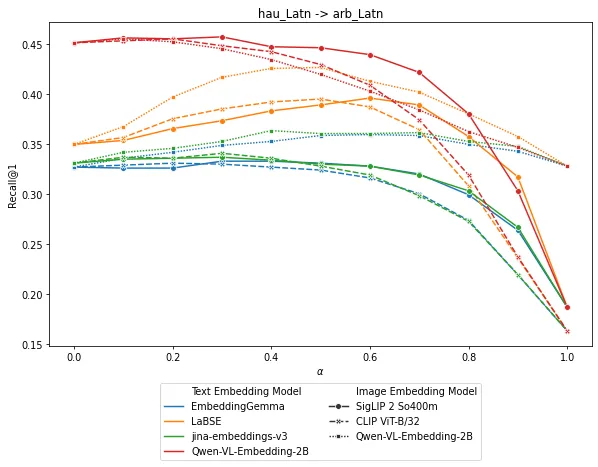 hau_Latn -> arb_Latn
0.45
0.40
0.35
0.30
0.25
0.20
0.15
Recall@1
0.0 0.2 0.4 0.6 0.8 1.0
α
Text Embedding Model Image Embedding Model
EmbeddingGemma SigLIP 2 So400m
LaBSE CLIP ViT-B/32
jina-embeddings-v3 Qwen-VL-Embedding-2B
Qwen-VL-Embedding-2B